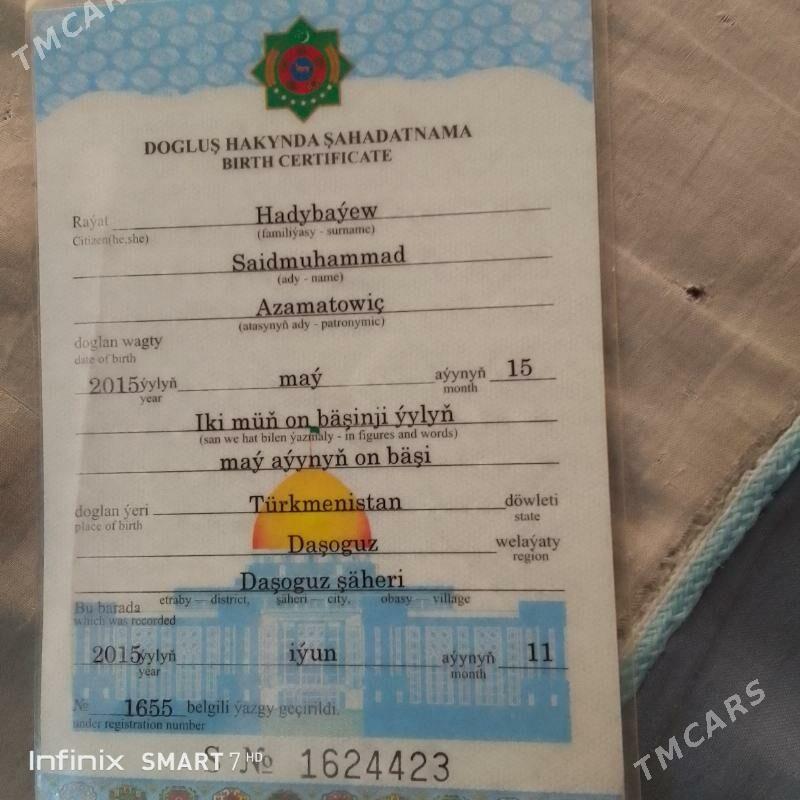 TMCARS
DOGLUŞ HAKYNDA ŞAHADATNAMA
BIRTH CERTIFICATE
Raýat Hadybaýew
Citizen(he,she) (familiýasy - surname)
Saidmuhammad
(ady - name)
Azamatowiç
(atasynyň ady - patronymic)
doglan wagty
date of birth
2015 ýylyň maý aýynyň 15
year month
Iki müň on bäşinji ýylyň
(san we hat bilen ýazmaly - in figures and words)
maý aýynyň on bäşi
doglan ýeri Türkmenistan döwleti
place of birth state
Daşoguz welaýaty
region
Daşoguz şäheri
etraby — district, şäheri — city, obasy — village
Bu barada
which was recorded
2015 ýylyň iýun aýynyň 11
year month
№ 1655 belgili ýazgy geçirildi.
under registration number
Infinix SMART 7 HD
№ 1624423
TMCARS